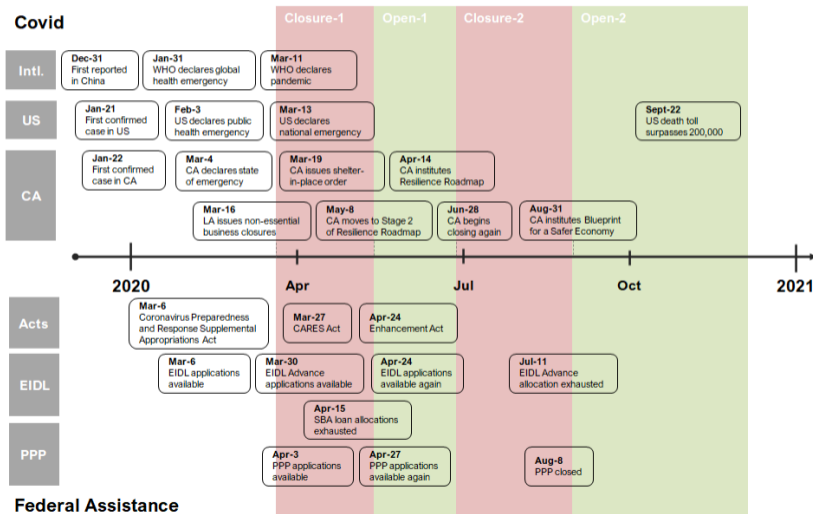 Covid
Closure-1
Open-1
Closure-2
Open-2
Intl.
Dec-31
First reported
in China
Jan-31
WHO declares global
health emergency
Mar-11
WHO declares
pandemic
US
Jan-21
First confirmed
case in US
Feb-3
US declares public
health emergency
Mar-13
US declares
national emergency
Sept-22
US death toll
surpasses 200,000
CA
Jan-22
First confirmed
case in CA
Mar-4
CA declares state
of emergency
Mar-19
CA issues shelter-
in-place order
Apr-14
CA institutes
Resilience Roadmap
Mar-16
LA issues non-essential
business closures
May-8
CA moves to Stage 2
of Resilience Roadmap
Jun-28
CA begins
closing again
Aug-31
CA institutes Blueprint
for a Safer Economy
2020
Apr
Jul
Oct
2021
Acts
Mar-6
Coronavirus Preparedness
and Response Supplemental
Appropriations Act
Mar-27
CARES Act
Apr-24
Enhancement Act
EIDL
Mar-6
EIDL applications
available
Mar-30
EIDL Advance
applications available
Apr-24
EIDL applications
available again
Jul-11
EIDL Advance
allocation exhausted
Apr-15
SBA loan allocations
exhausted
PPP
Apr-3
PPP applications
available
Apr-27
PPP applications
available again
Aug-8
PPP closed
Federal Assistance